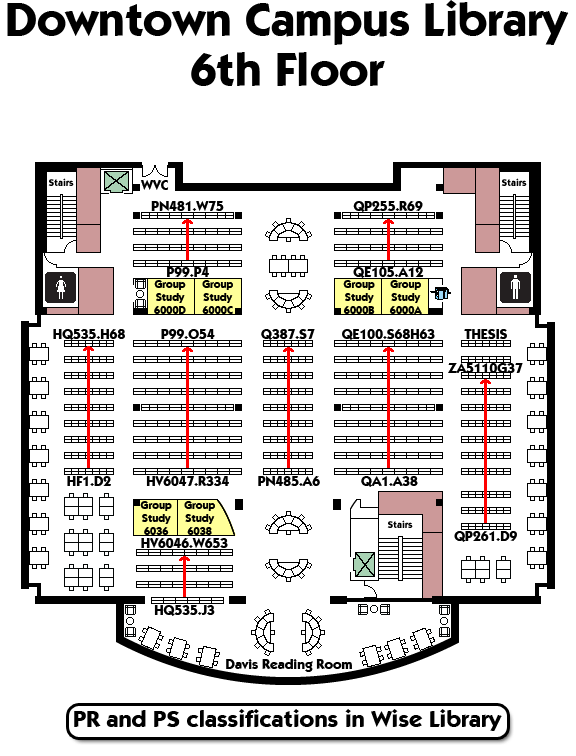 Downtown Campus Library
6th Floor
Stairs
WVC
Stairs
PN481.W75
QP255.R69
P99.P4
QE105.A12
Group
Study
6000D
Group
Study
6000C
Group
Study
6000B
Group
Study
6000A
HQ535.H68
P99.O54
Q387.S7
QE100.S68H63
THESIS
ZA5110G37
HF1.D2
HV6047.R334
PN485.A6
QA1.A38
Group
Study
6036
Group
Study
6038
Stairs
QP261.D9
HV6046.W653
HQ535.J3
Davis Reading Room
PR and PS classifications in Wise Library